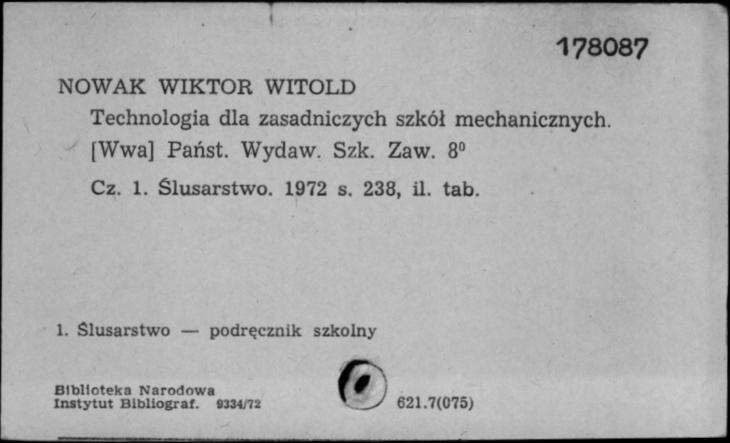 178087
NOWAK WIKTOR WITOLD
Technologia dla zasadniczych szkół mechanicznych.
[Wwa] Państ. Wydaw. Szk. Zaw. 8⁰
Cz. 1. Ślusarstwo. 1972 s. 238, il. tab.
1. Ślusarstwo — podręcznik szkolny
Biblioteka Narodowa
Instytut Bibliograf. 9334/72
621.7(075)